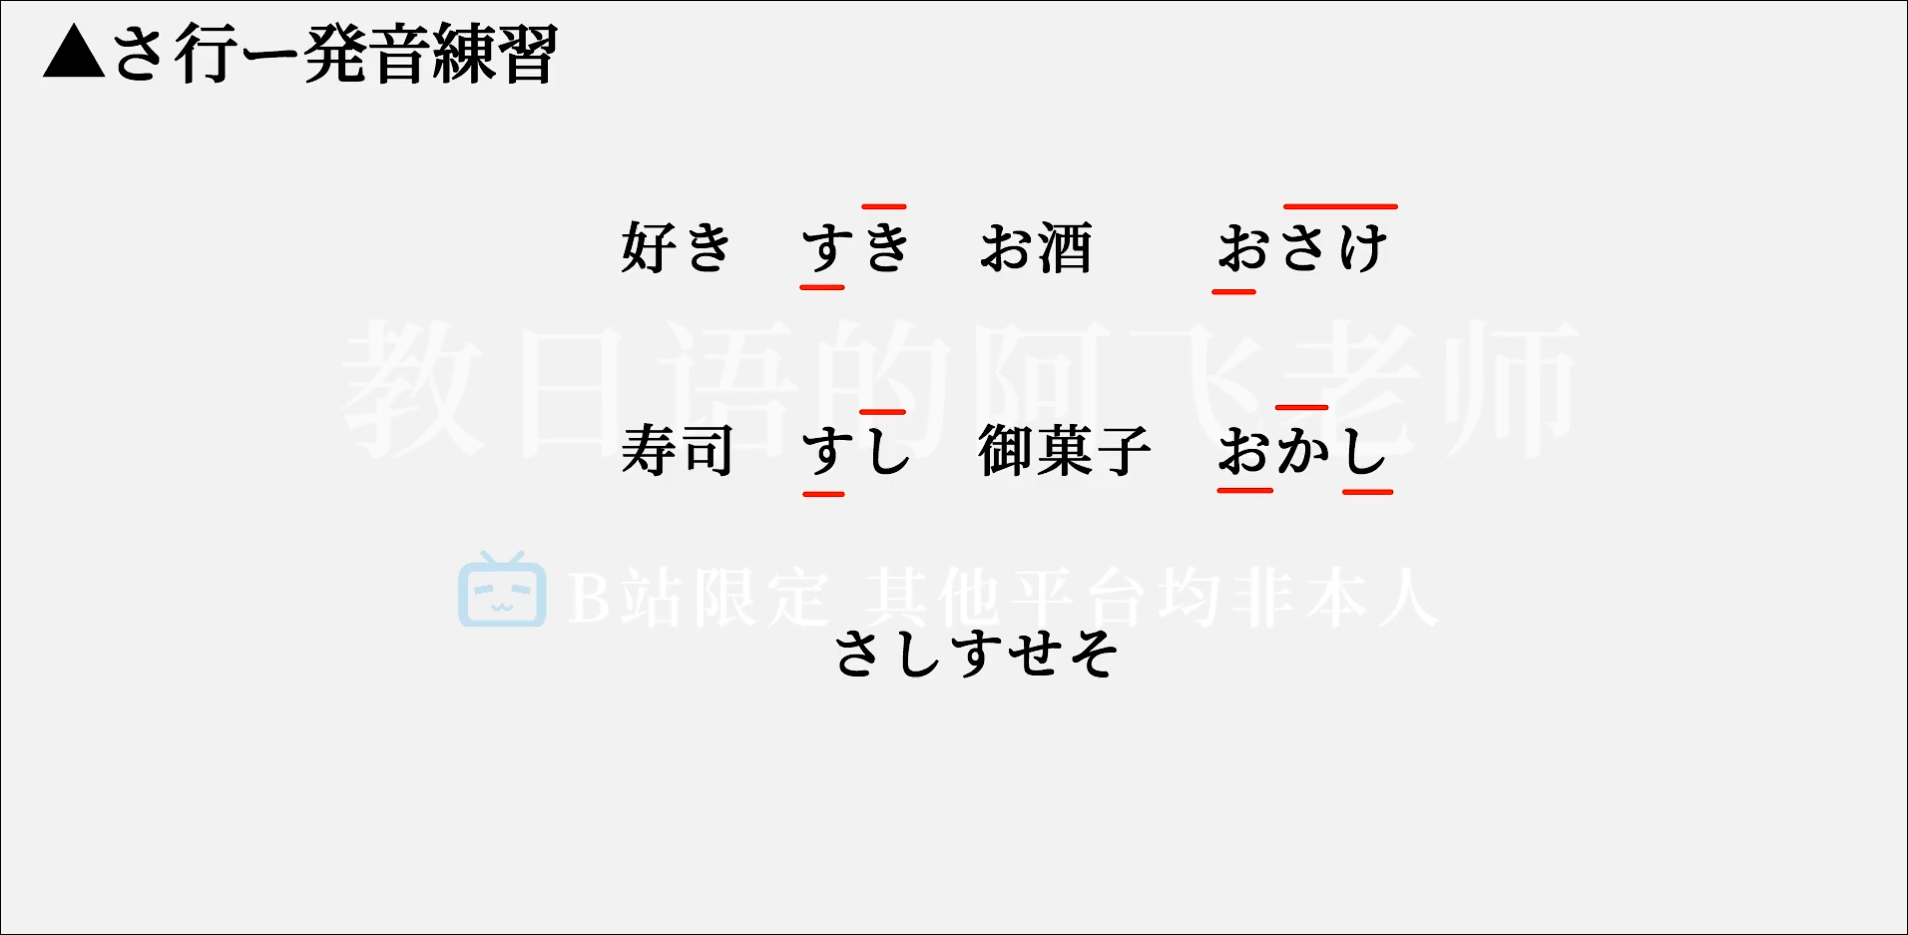 ▲さ行ー発音練習
好き すき お酒 おさけ
教日语的阿飞老师
寿司 すし 御菓子 おかし
B站限定 其他平台均非本人
さしすせそ